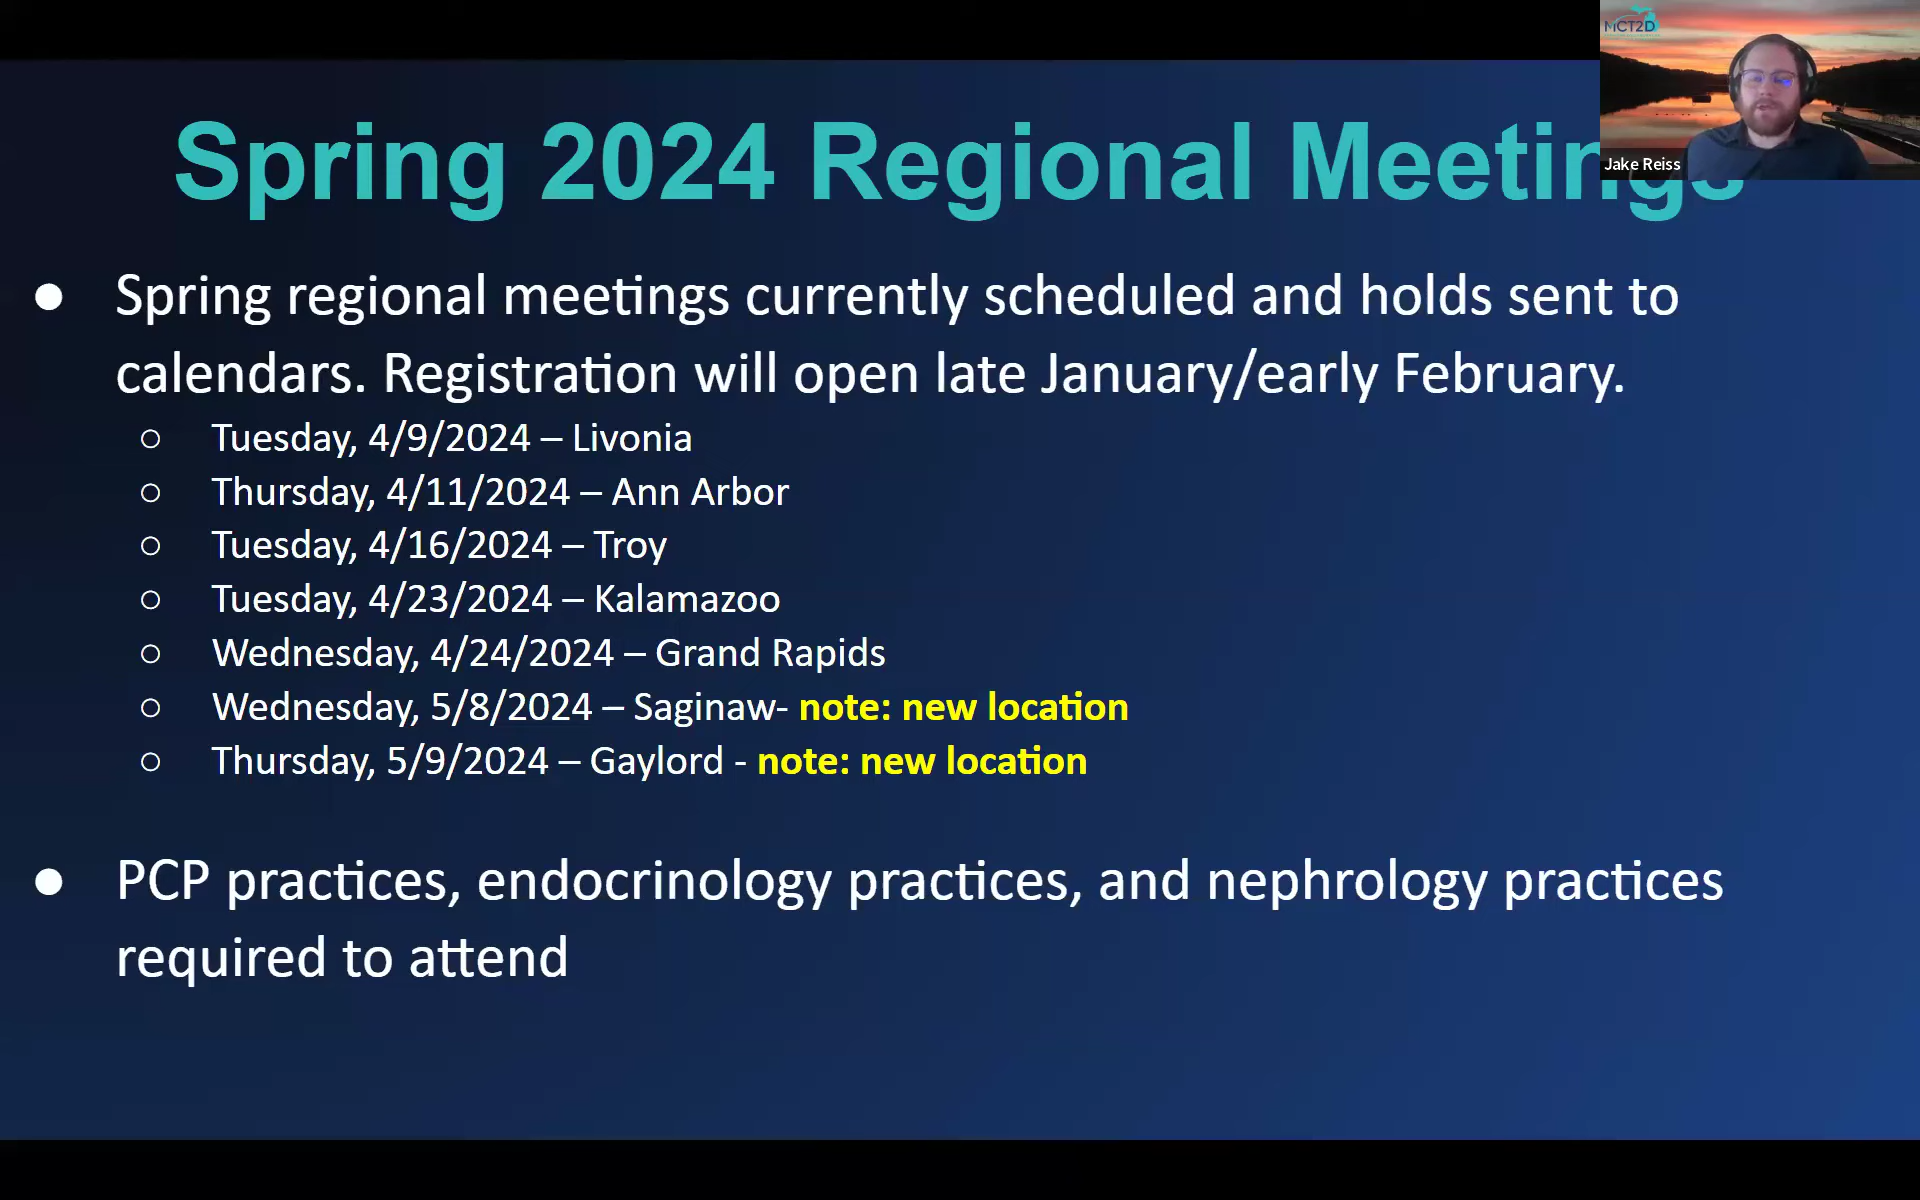 MCT2D
Jake Reiss
Spring 2024 Regional Meetings
● Spring regional meetings currently scheduled and holds sent to
calendars. Registration will open late January/early February.
○ Tuesday, 4/9/2024 – Livonia
○ Thursday, 4/11/2024 – Ann Arbor
○ Tuesday, 4/16/2024 – Troy
○ Tuesday, 4/23/2024 – Kalamazoo
○ Wednesday, 4/24/2024 – Grand Rapids
○ Wednesday, 5/8/2024 – Saginaw- note: new location
○ Thursday, 5/9/2024 – Gaylord - note: new location
● PCP practices, endocrinology practices, and nephrology practices
required to attend